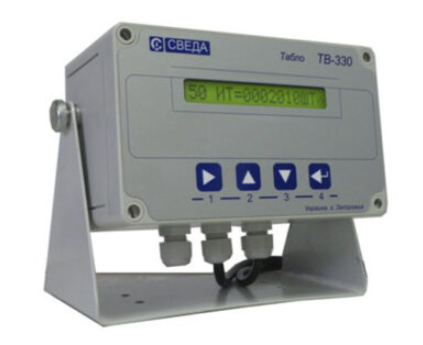 СВЕДА
Табло ТВ-330
50 ИТ=0002010ШТ
1 2 3 4
Украина, г. Запорожье